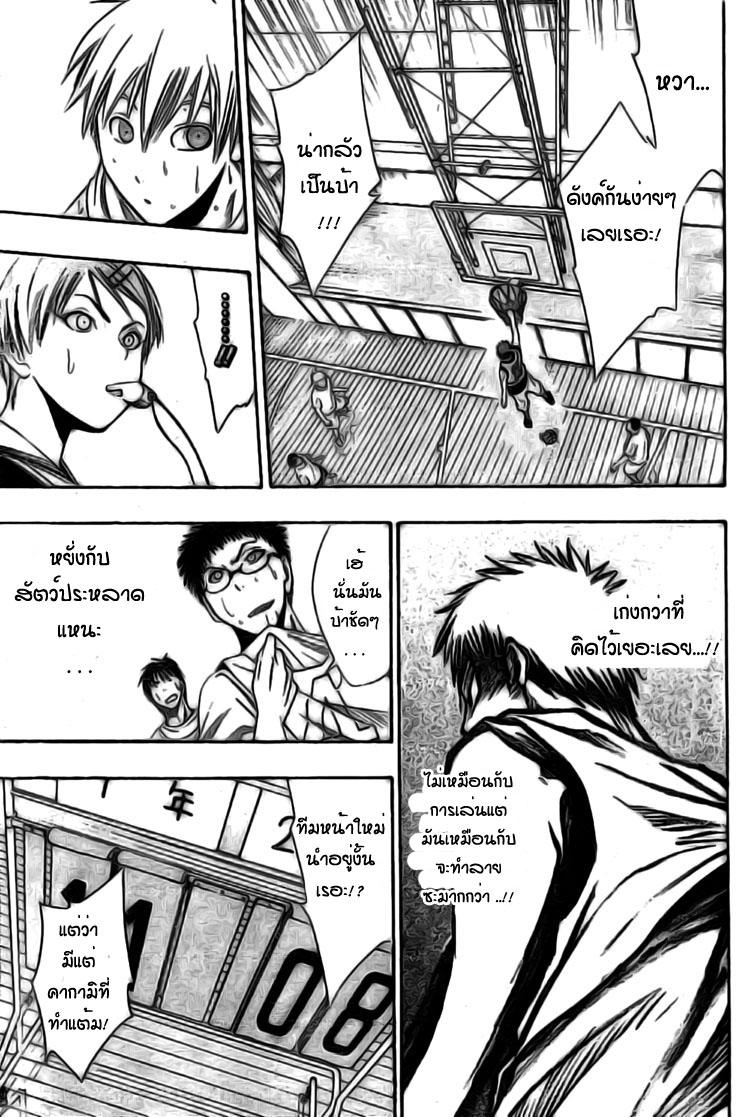 หวา...
ดังค์กันง่ายๆ
เลยเรอะ!
น่ากลัว
เป็นบ้า
!!!
เก่งกว่าที่
คิดไว้เยอะเลย...!!
ไม่เหมือนกับ
การเล่นแต่
มันเหมือนกับ
จะทำลาย
ซะมากกว่า ..!!
เฮ้
นั่นมัน
บ้าชัดๆ
...
หยั่งกับ
สัตว์ประหลาด
แหนะ
...
ทีมหน้าใหม่
นำอยู่งั้น
เรอะ!?
แต่ว่า
มีแต่
คากามิที่
ทำแต้ม!
1年
2
11
08